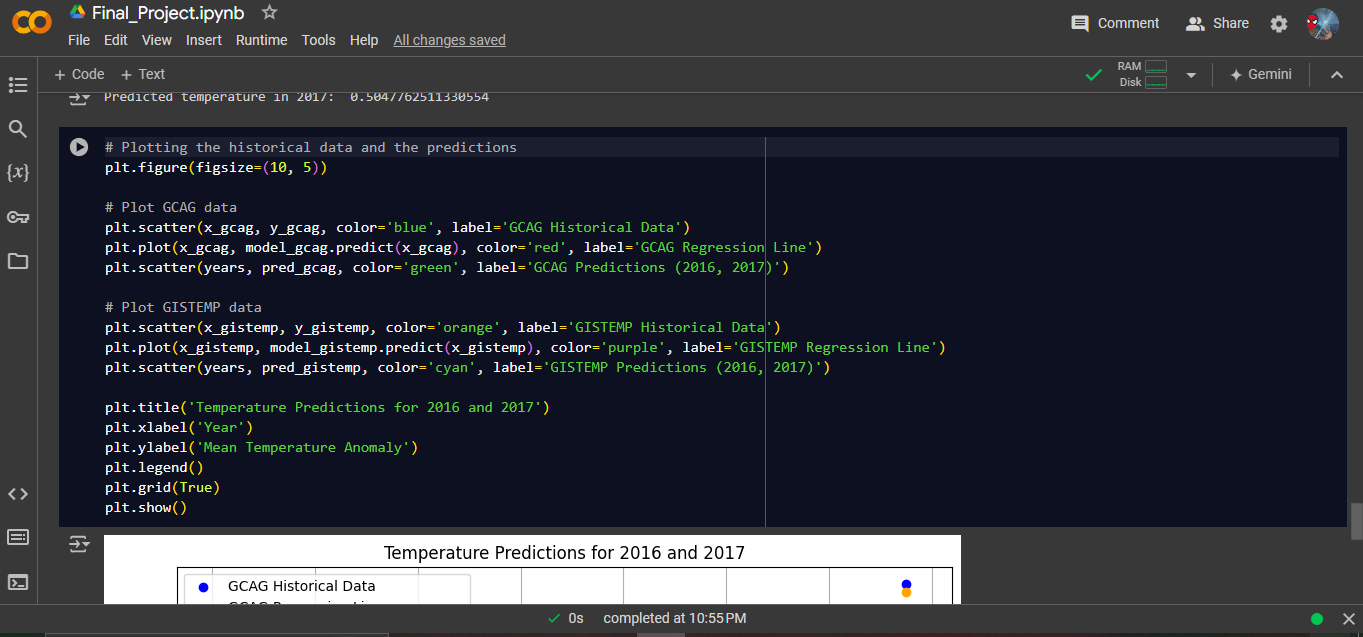 Final_Project.ipynb
File Edit View Insert Runtime Tools Help All changes saved
Comment Share
+ Code + Text
RAM
Disk
Gemini
Predicted temperature in 2017: 0.5047762511330554
# Plotting the historical data and the predictions
plt.figure(figsize=(10, 5))
# Plot GCAG data
plt.scatter(x_gcag, y_gcag, color='blue', label='GCAG Historical Data')
plt.plot(x_gcag, model_gcag.predict(x_gcag), color='red', label='GCAG Regression Line')
plt.scatter(years, pred_gcag, color='green', label='GCAG Predictions (2016, 2017)')
# Plot GISTEMP data
plt.scatter(x_gistemp, y_gistemp, color='orange', label='GISTEMP Historical Data')
plt.plot(x_gistemp, model_gistemp.predict(x_gistemp), color='purple', label='GISTEMP Regression Line')
plt.scatter(years, pred_gistemp, color='cyan', label='GISTEMP Predictions (2016, 2017)')
plt.title('Temperature Predictions for 2016 and 2017')
plt.xlabel('Year')
plt.ylabel('Mean Temperature Anomaly')
plt.legend()
plt.grid(True)
plt.show()
Temperature Predictions for 2016 and 2017
GCAG Historical Data
0s completed at 10:55 PM